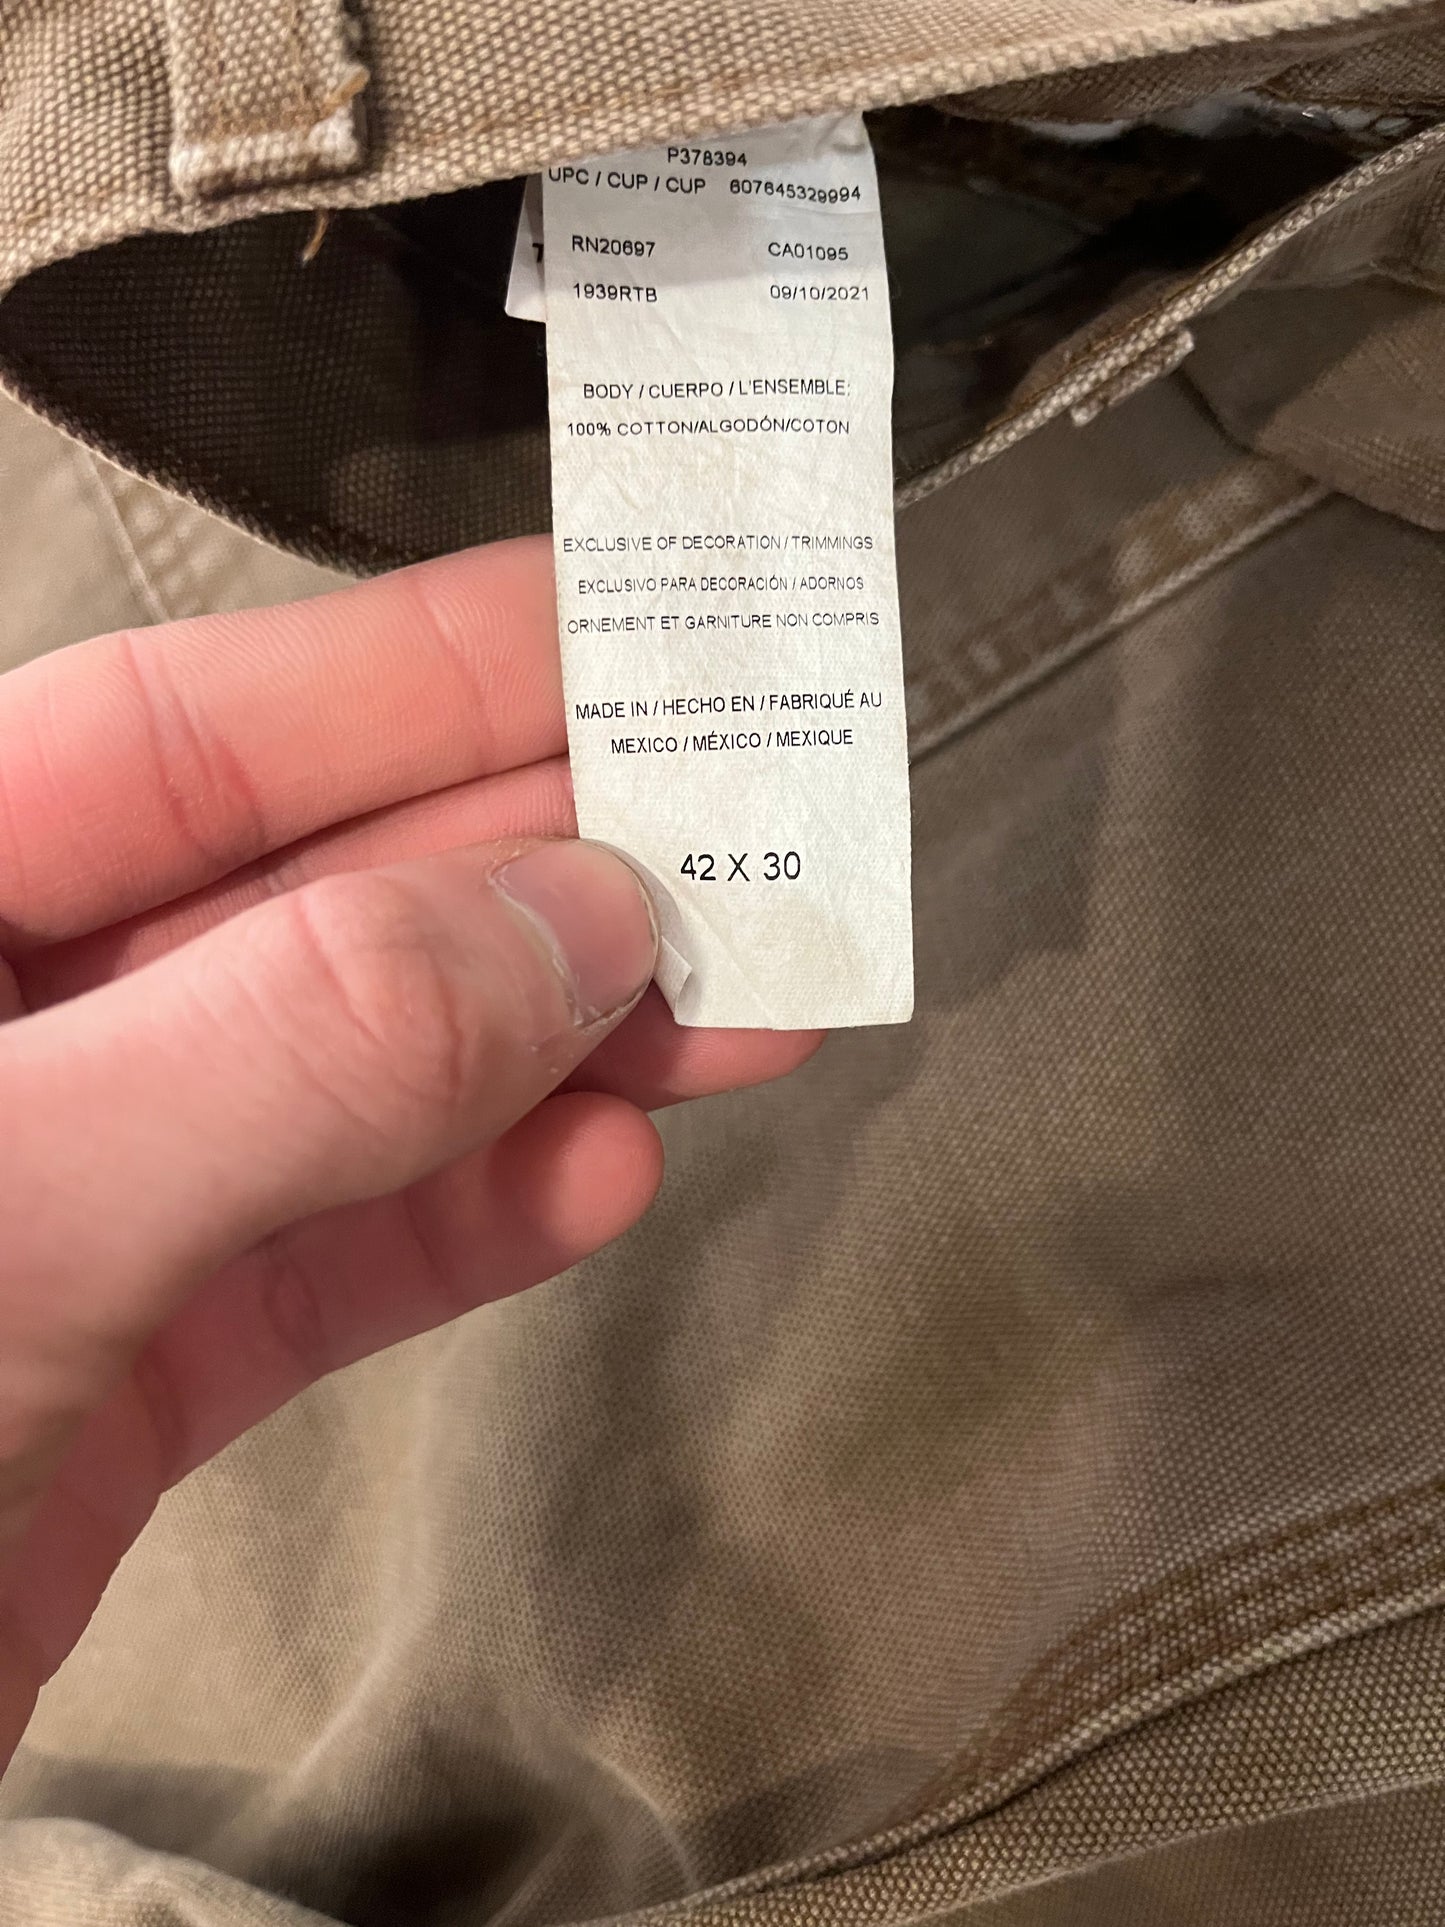 P378394
UPC / CUP / CUP 607645329994
RN20697 CA01095
1939RTB 09/10/2021
BODY / CUERPO / L'ENSEMBLE:
100% COTTON/ALGODÓN/COTON
EXCLUSIVE OF DECORATION / TRIMMINGS
EXCLUSIVO PARA DECORACIÓN / ADORNOS
ORNEMENT ET GARNITURE NON COMPRIS
MADE IN / HECHO EN / FABRIQUÉ AU
MEXICO / MÉXICO / MEXIQUE
42 X 30